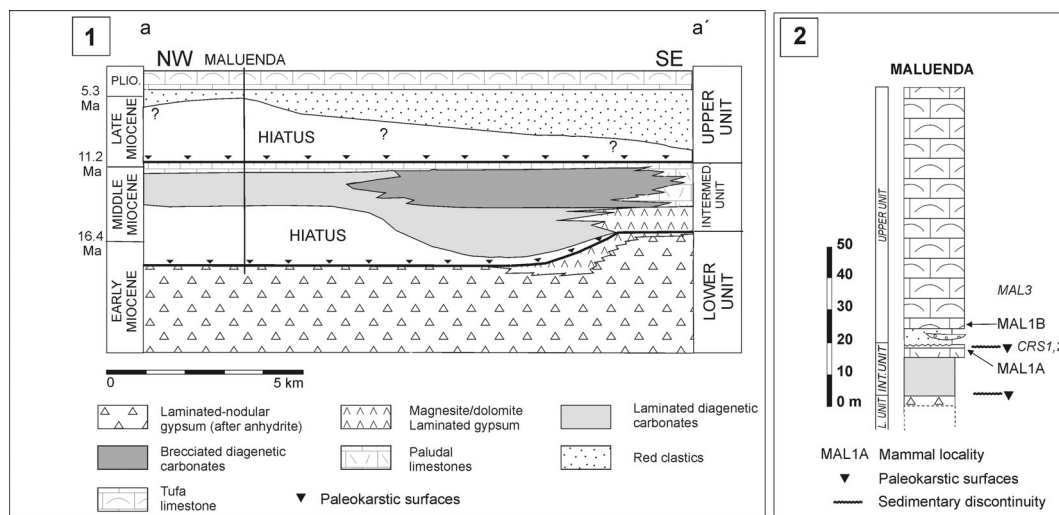 1
a
a´
NW
MALUENDA
SE
PLIO.
5.3
Ma
LATE
MIOCENE
11.2
Ma
MIDDLE
MIOCENE
16.4
Ma
EARLY
MIOCENE
?
HIATUS
?
?
HIATUS
UPPER
UNIT
INTERMED
UNIT
LOWER
UNIT
0
5 km
Laminated-nodular
gypsum (after anhydrite)
Magnesite/dolomite
Laminated gypsum
Laminated diagenetic
carbonates
Brecciated diagenetic
carbonates
Paludal
limestones
Red clastics
Tufa
limestone
Paleokarstic surfaces
2
MALUENDA
UPPER UNIT
INT. UNIT
L. UNIT
50
40
30
20
10
0 m
MAL3
MAL1B
CRS1,2
MAL1A
MAL1A Mammal locality
Paleokarstic surfaces
Sedimentary discontinuity